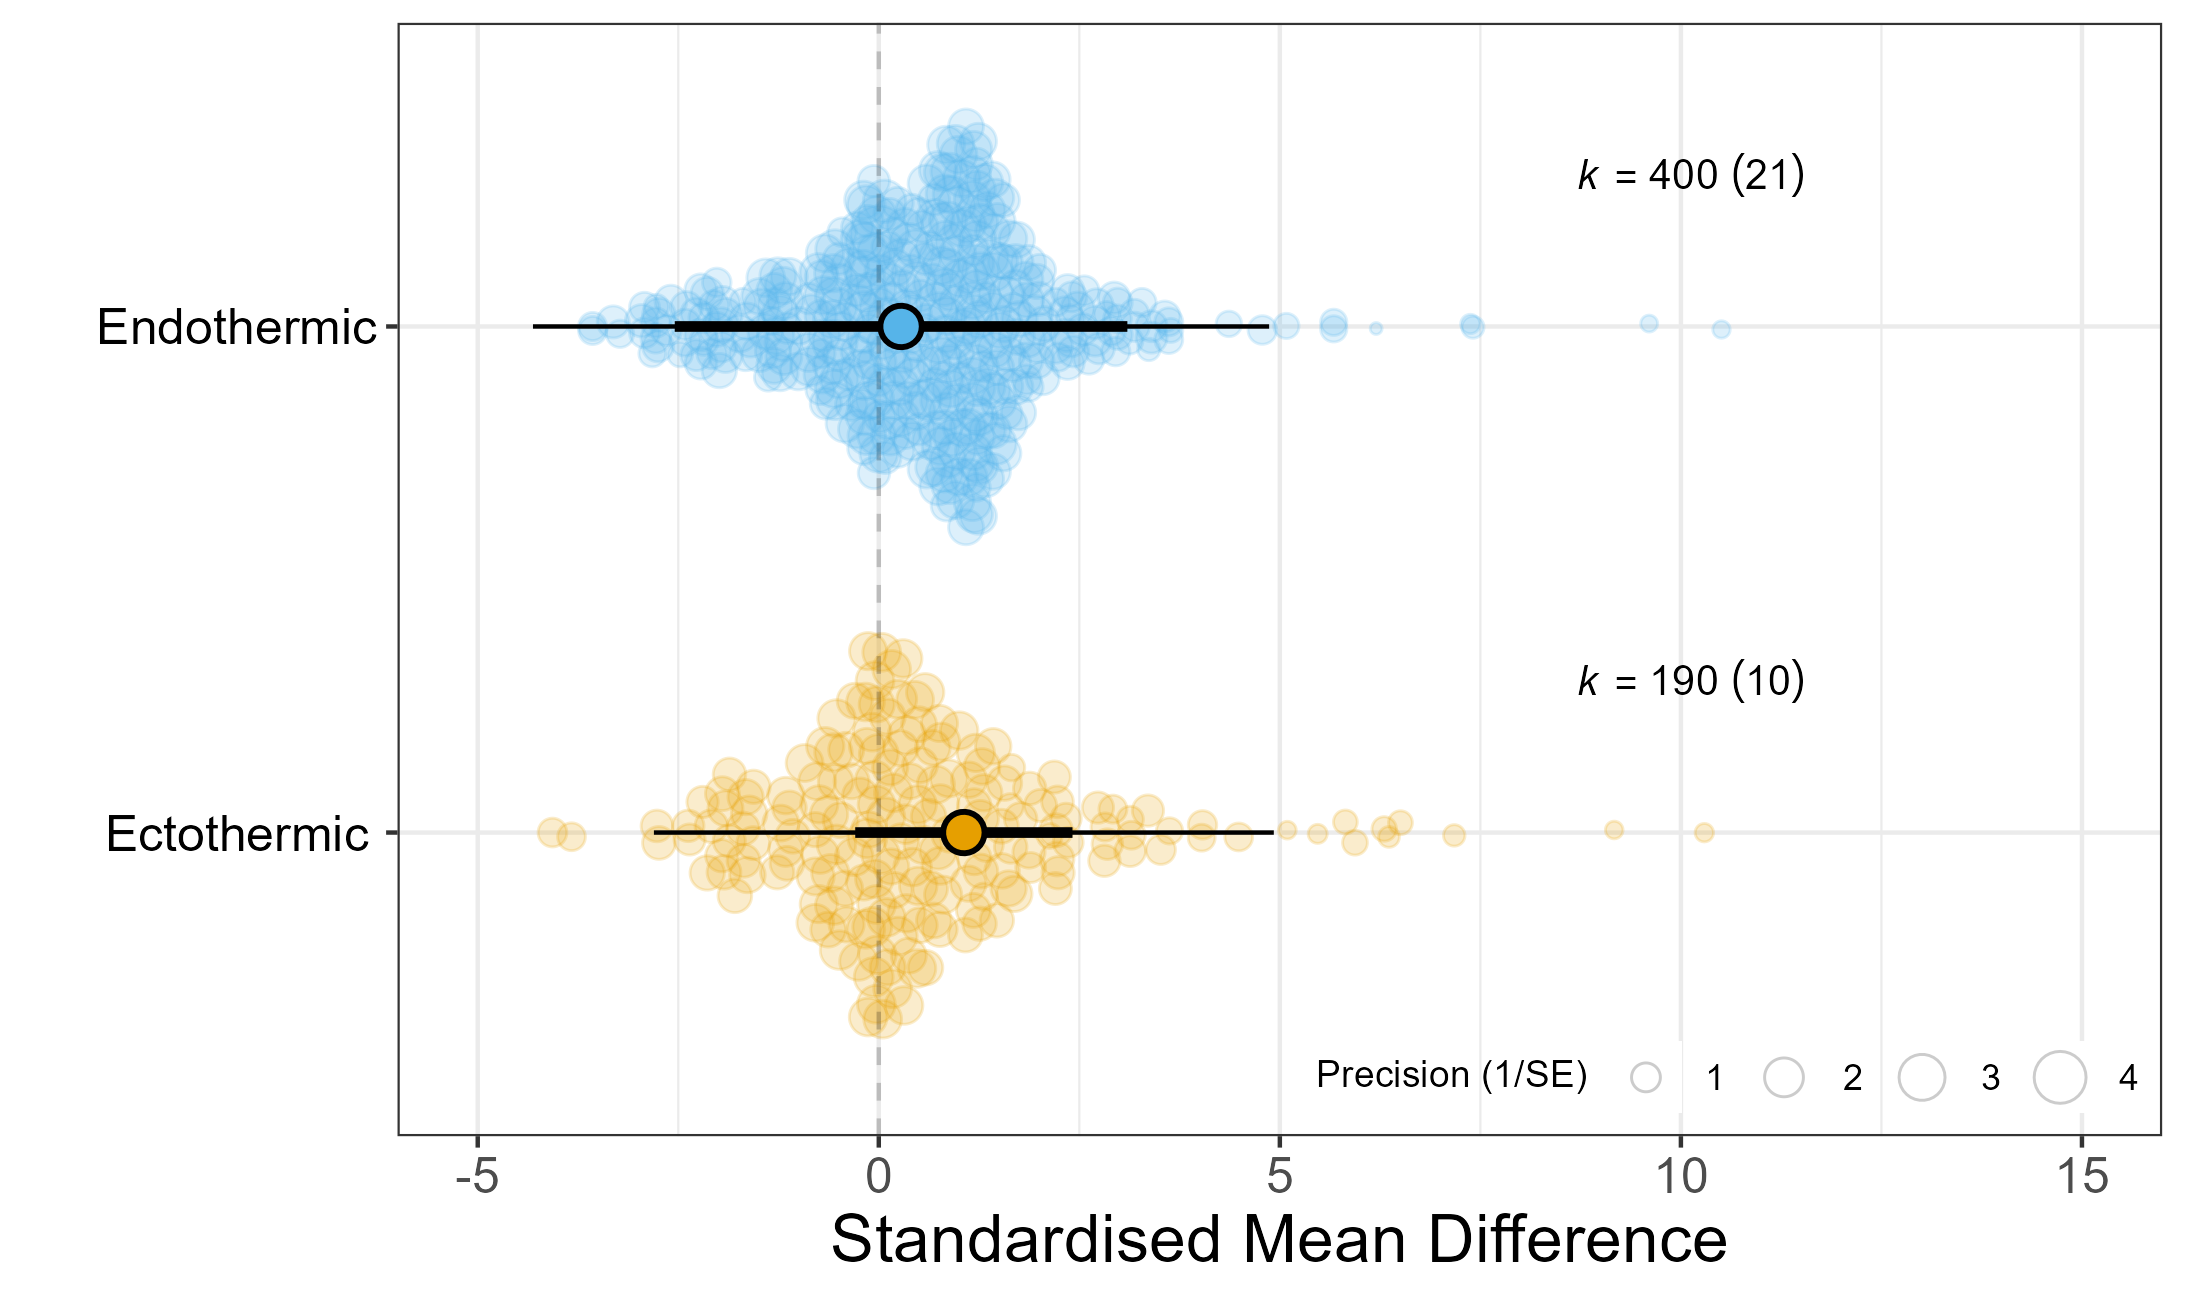 k = 400 (21)
Endothermic
k = 190 (10)
Ectothermic
Precision (1/SE) 1 2 3 4
-5 0 5 10 15
Standardised Mean Difference